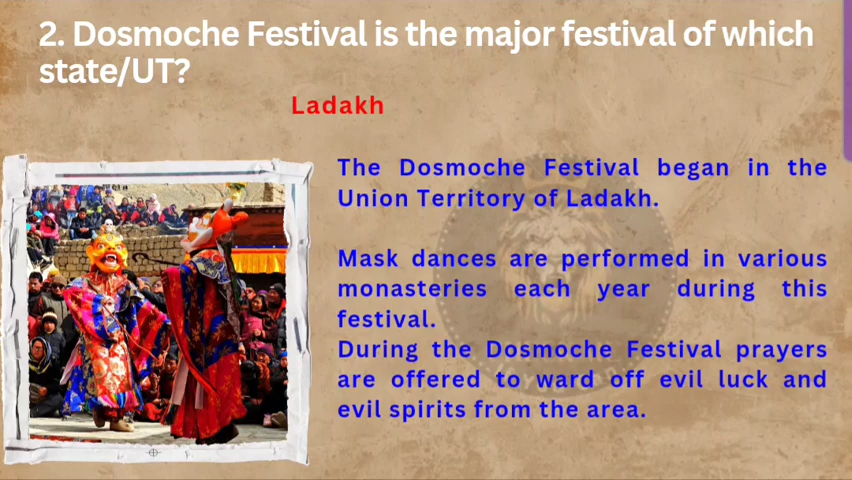 2. Dosmoche Festival is the major festival of which
state/UT?
Ladakh
The Dosmoche Festival began in the
Union Territory of Ladakh.
Mask dances are performed in various
monasteries each year during this
festival.
During the Dosmoche Festival prayers
are offered to ward off evil luck and
evil spirits from the area.